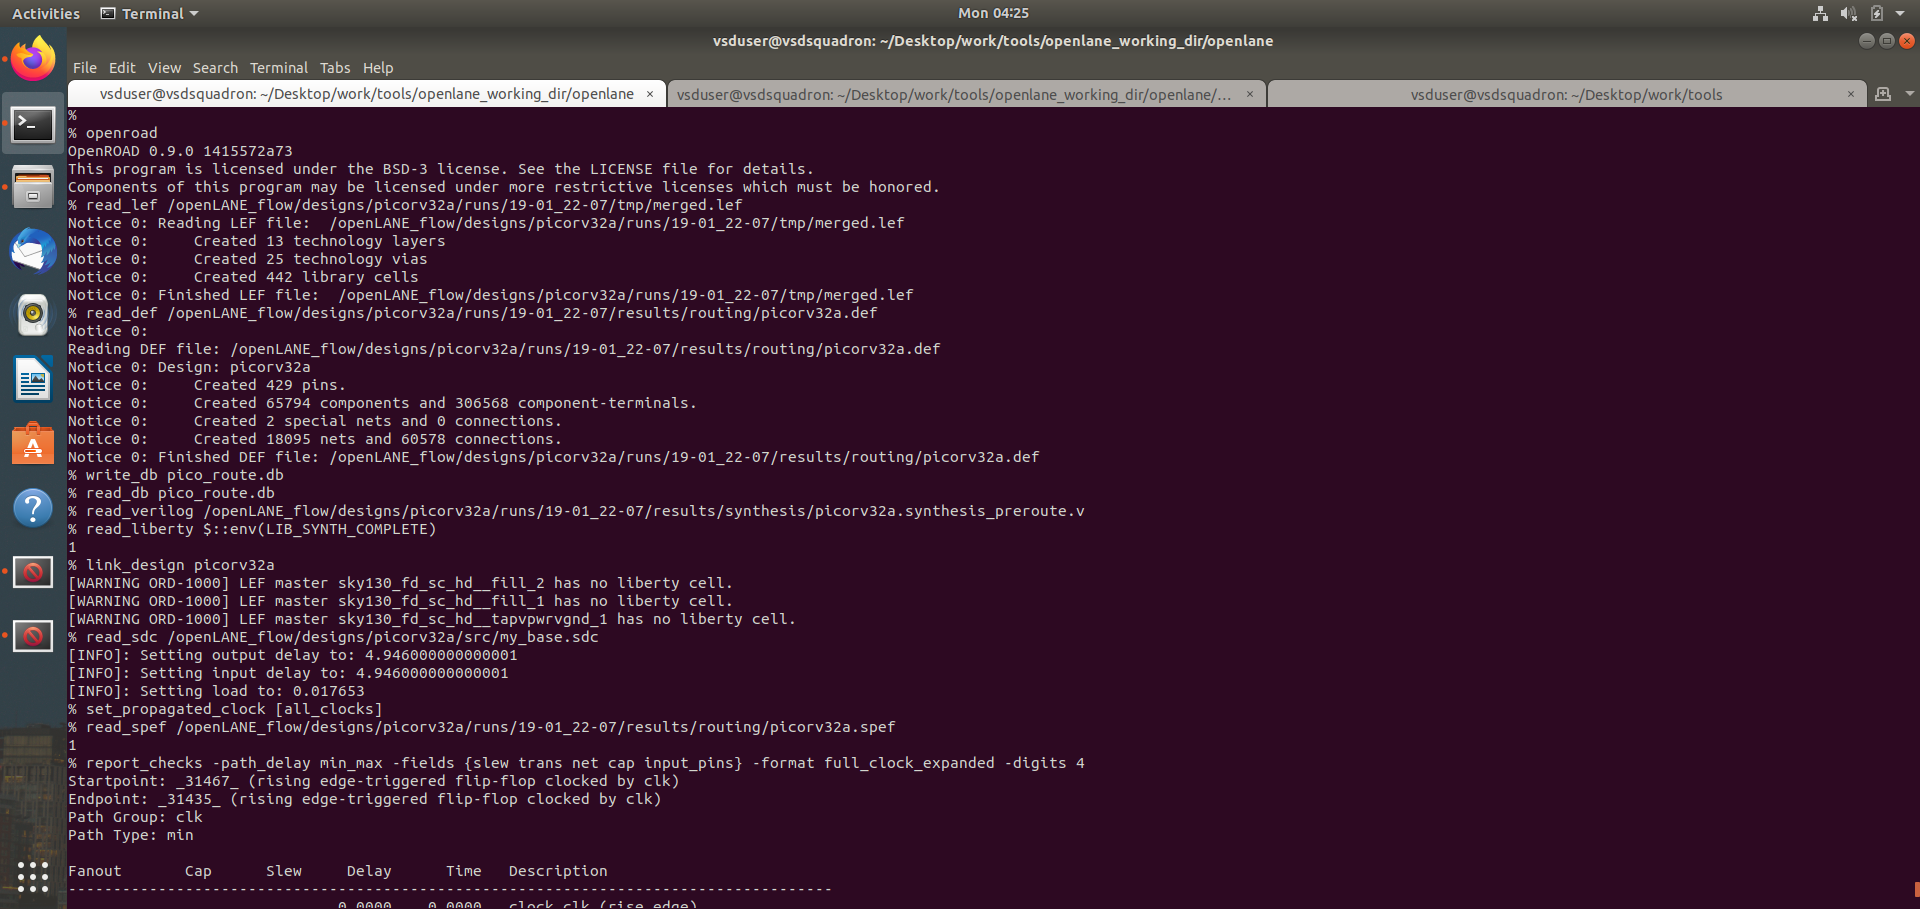 Activities Terminal Mon 04:25
vsduser@vsdsquadron: ~/Desktop/work/tools/openlane_working_dir/openlane
File Edit View Search Terminal Tabs Help
vsduser@vsdsquadron: ~/Desktop/work/tools/openlane_working_dir/openlane × vsduser@vsdsquadron: ~/Desktop/work/tools/openlane_working_dir/openlane/... × vsduser@vsdsquadron: ~/Desktop/work/tools ×
%
% openroad
OpenROAD 0.9.0 1415572a73
This program is licensed under the BSD-3 license. See the LICENSE file for details.
Components of this program may be licensed under more restrictive licenses which must be honored.
% read_lef /openLANE_flow/designs/picorv32a/runs/19-01_22-07/tmp/merged.lef
Notice 0: Reading LEF file:  /openLANE_flow/designs/picorv32a/runs/19-01_22-07/tmp/merged.lef
Notice 0:     Created 13 technology layers
Notice 0:     Created 25 technology vias
Notice 0:     Created 442 library cells
Notice 0: Finished LEF file:  /openLANE_flow/designs/picorv32a/runs/19-01_22-07/tmp/merged.lef
% read_def /openLANE_flow/designs/picorv32a/runs/19-01_22-07/results/routing/picorv32a.def
Notice 0:
Reading DEF file: /openLANE_flow/designs/picorv32a/runs/19-01_22-07/results/routing/picorv32a.def
Notice 0: Design: picorv32a
Notice 0:     Created 429 pins.
Notice 0:     Created 65794 components and 306568 component-terminals.
Notice 0:     Created 2 special nets and 0 connections.
Notice 0:     Created 18095 nets and 60578 connections.
Notice 0: Finished DEF file: /openLANE_flow/designs/picorv32a/runs/19-01_22-07/results/routing/picorv32a.def
% write_db pico_route.db
% read_db pico_route.db
% read_verilog /openLANE_flow/designs/picorv32a/runs/19-01_22-07/results/synthesis/picorv32a.synthesis_preroute.v
% read_liberty $::env(LIB_SYNTH_COMPLETE)
1
% link_design picorv32a
[WARNING ORD-1000] LEF master sky130_fd_sc_hd__fill_2 has no liberty cell.
[WARNING ORD-1000] LEF master sky130_fd_sc_hd__fill_1 has no liberty cell.
[WARNING ORD-1000] LEF master sky130_fd_sc_hd__tapvpwrvgnd_1 has no liberty cell.
% read_sdc /openLANE_flow/designs/picorv32a/src/my_base.sdc
[INFO]: Setting output delay to: 4.946000000000001
[INFO]: Setting input delay to: 4.946000000000001
[INFO]: Setting load to: 0.017653
% set_propagated_clock [all_clocks]
% read_spef /openLANE_flow/designs/picorv32a/runs/19-01_22-07/results/routing/picorv32a.spef
1
% report_checks -path_delay min_max -fields {slew trans net cap input_pins} -format full_clock_expanded -digits 4
Startpoint: _31467_ (rising edge-triggered flip-flop clocked by clk)
Endpoint: _31435_ (rising edge-triggered flip-flop clocked by clk)
Path Group: clk
Path Type: min
Fanout       Cap      Slew     Delay      Time   Description
-------------------------------------------------------------------------------------
0.0000    0.0000   clock clk (rise edge)